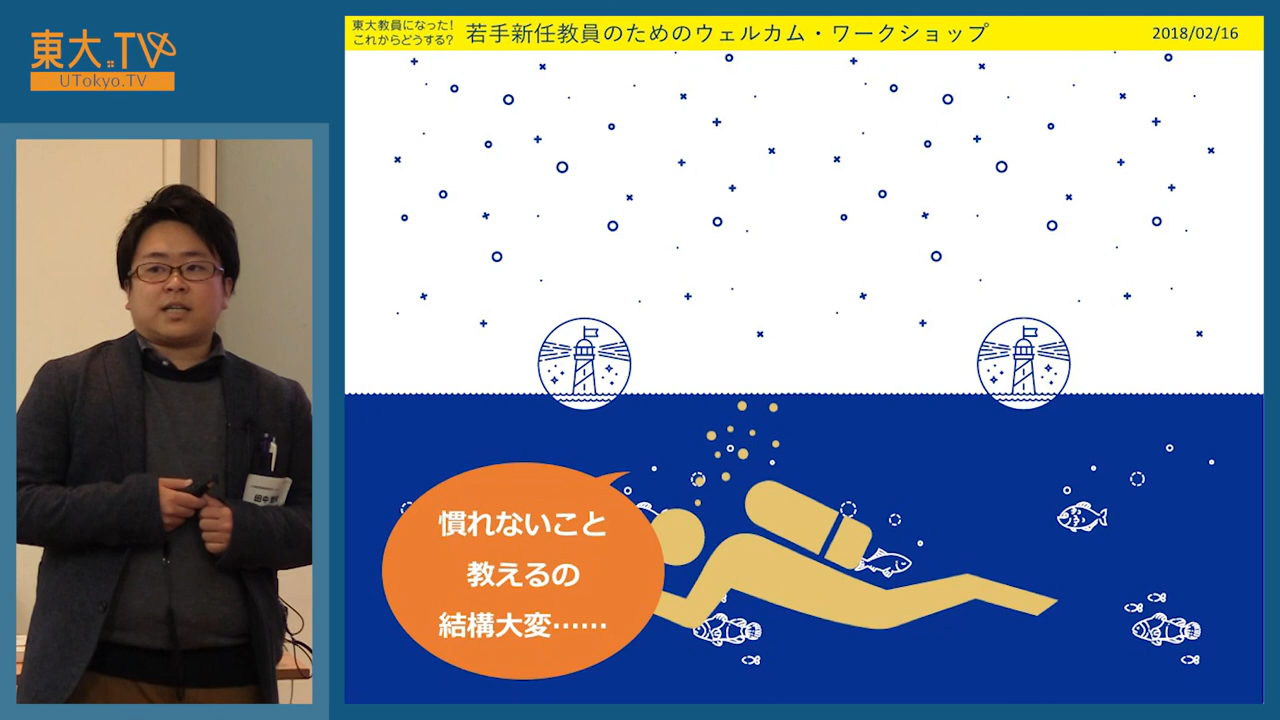 東大.TV
UTokyo.TV
東大教員になった!
これからどうする?
若手新任教員のためのウェルカム・ワークショップ
2018/02/16
慣れないこと
教えるの
結構大変……
田中